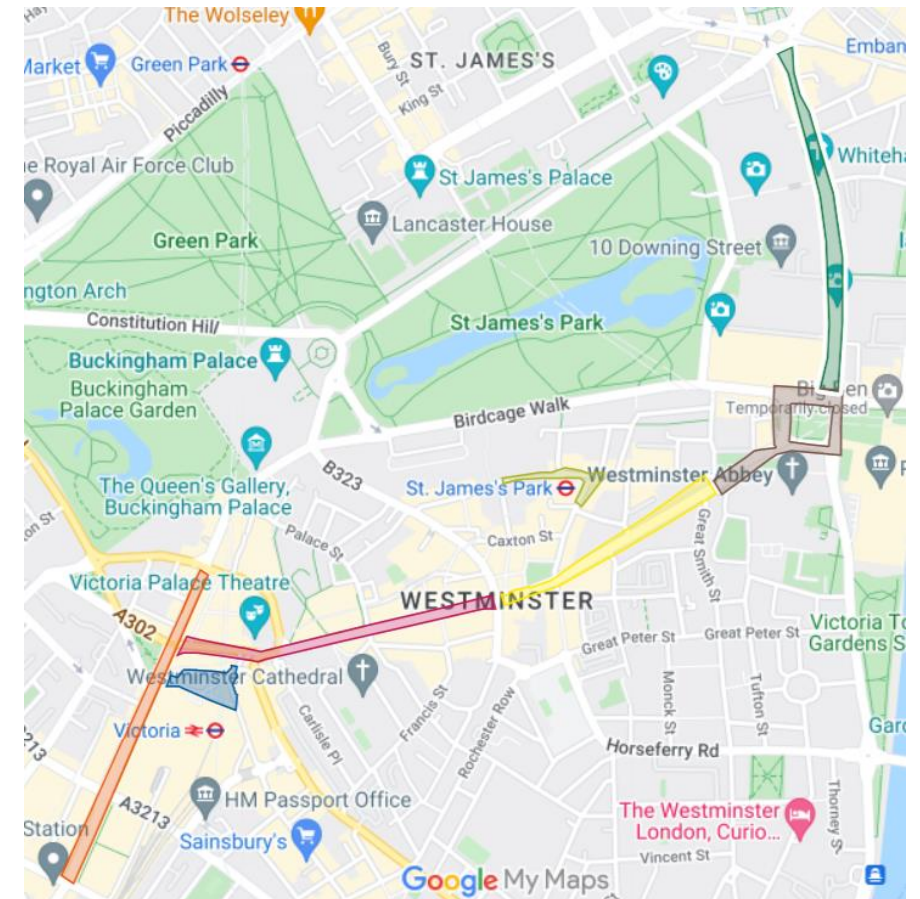 The Wolseley
Market
Green Park
Bury St
ST. JAMES'S
Emban
King St
Piccadilly
e Royal Air Force Club
St James's Palace
Whiteha
Lancaster House
Green Park
10 Downing Street
ngton Arch
Constitution Hill
St James's Park
Buckingham Palace
Buckingham
Palace Garden
Birdcage Walk
Temporarily closed
B323
St. James's Park
Westminster Abbey
The Queen's Gallery,
Buckingham Palace
Palace St
Caxton St
Great Smith St
Victoria Palace Theatre
WESTMINSTER
A302
Great Peter St
Great Peter St
Victoria To
Gardens S
Westminster Cathedral
Francis St
Monck St
Tufton St
Rochester Row
Carlisle Pl
Victoria
Gard
Horseferry Rd
A3213
A3213
HM Passport Office
Thorney S
Station
Sainsbury's
The Westminster
London, Curio...
Vincent St
Google My Maps